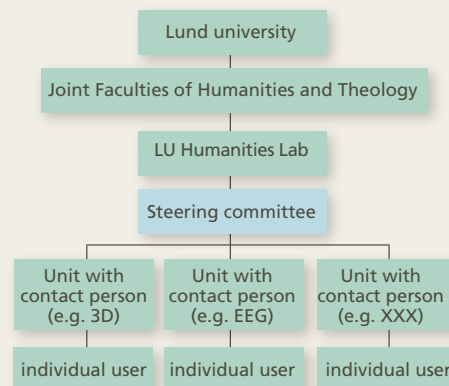 Lund university
Joint Faculties of Humanities and Theology
LU Humanities Lab
Steering committee
Unit with
contact person
(e.g. 3D)
Unit with
contact person
(e.g. EEG)
Unit with
contact person
(e.g. XXX)
individual user
individual user
individual user